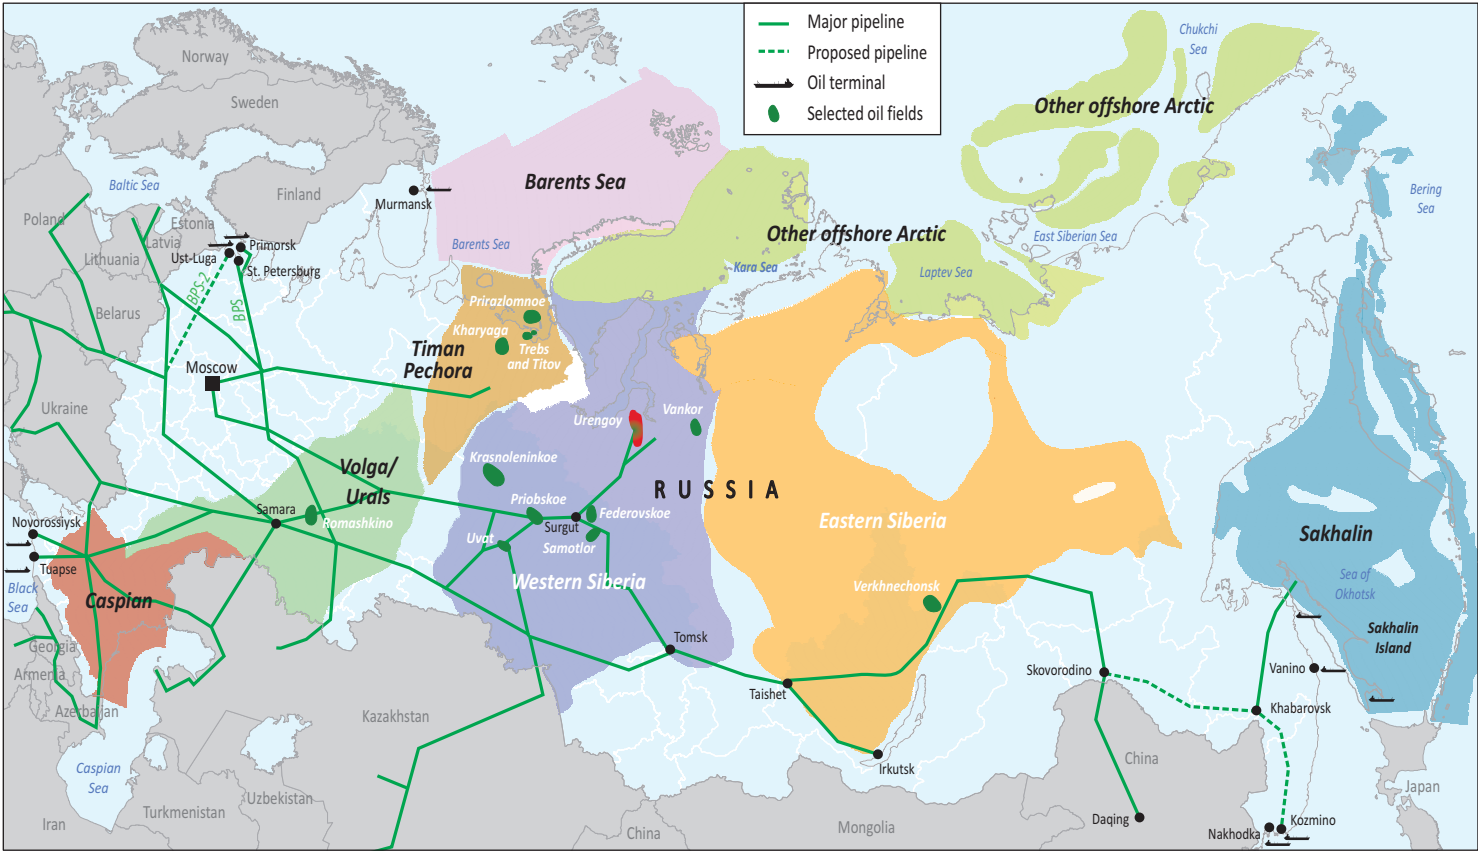 Major pipeline
Proposed pipeline
Oil terminal
Selected oil fields
Norway
Sweden
Finland
Baltic Sea
Poland
Estonia
Latvia
Lithuania
Belarus
Ukraine
Primorsk
Ust-Luga
St. Petersburg
BPS-2
BPS
Moscow
Murmansk
Barents Sea
Barents Sea
Other offshore Arctic
Kara Sea
Laptev Sea
Other offshore Arctic
Chukchi
Sea
East Siberian Sea
Bering
Sea
Timan
Pechora
Prirazlomnoe
Kharyaga
Trebs
and Titov
Urengoy
Vankor
Krasnoleninkoe
Priobskoe
Surgut
Federovskoe
Samotlor
Uvat
Western Siberia
RUSSIA
Eastern Siberia
Verkhnechonsk
Volga/
Urals
Samara
Romashkino
Novorossiysk
Tuapse
Black
Sea
Caspian
Georgia
Armenia
Azerbaijan
Caspian
Sea
Iran
Turkmenistan
Uzbekistan
Kazakhstan
China
Mongolia
Tomsk
Taishet
Irkutsk
Skovorodino
China
Daqing
Khabarovsk
Vanino
Nakhodka
Kozmino
Japan
Sakhalin
Sea of
Okhotsk
Sakhalin
Island